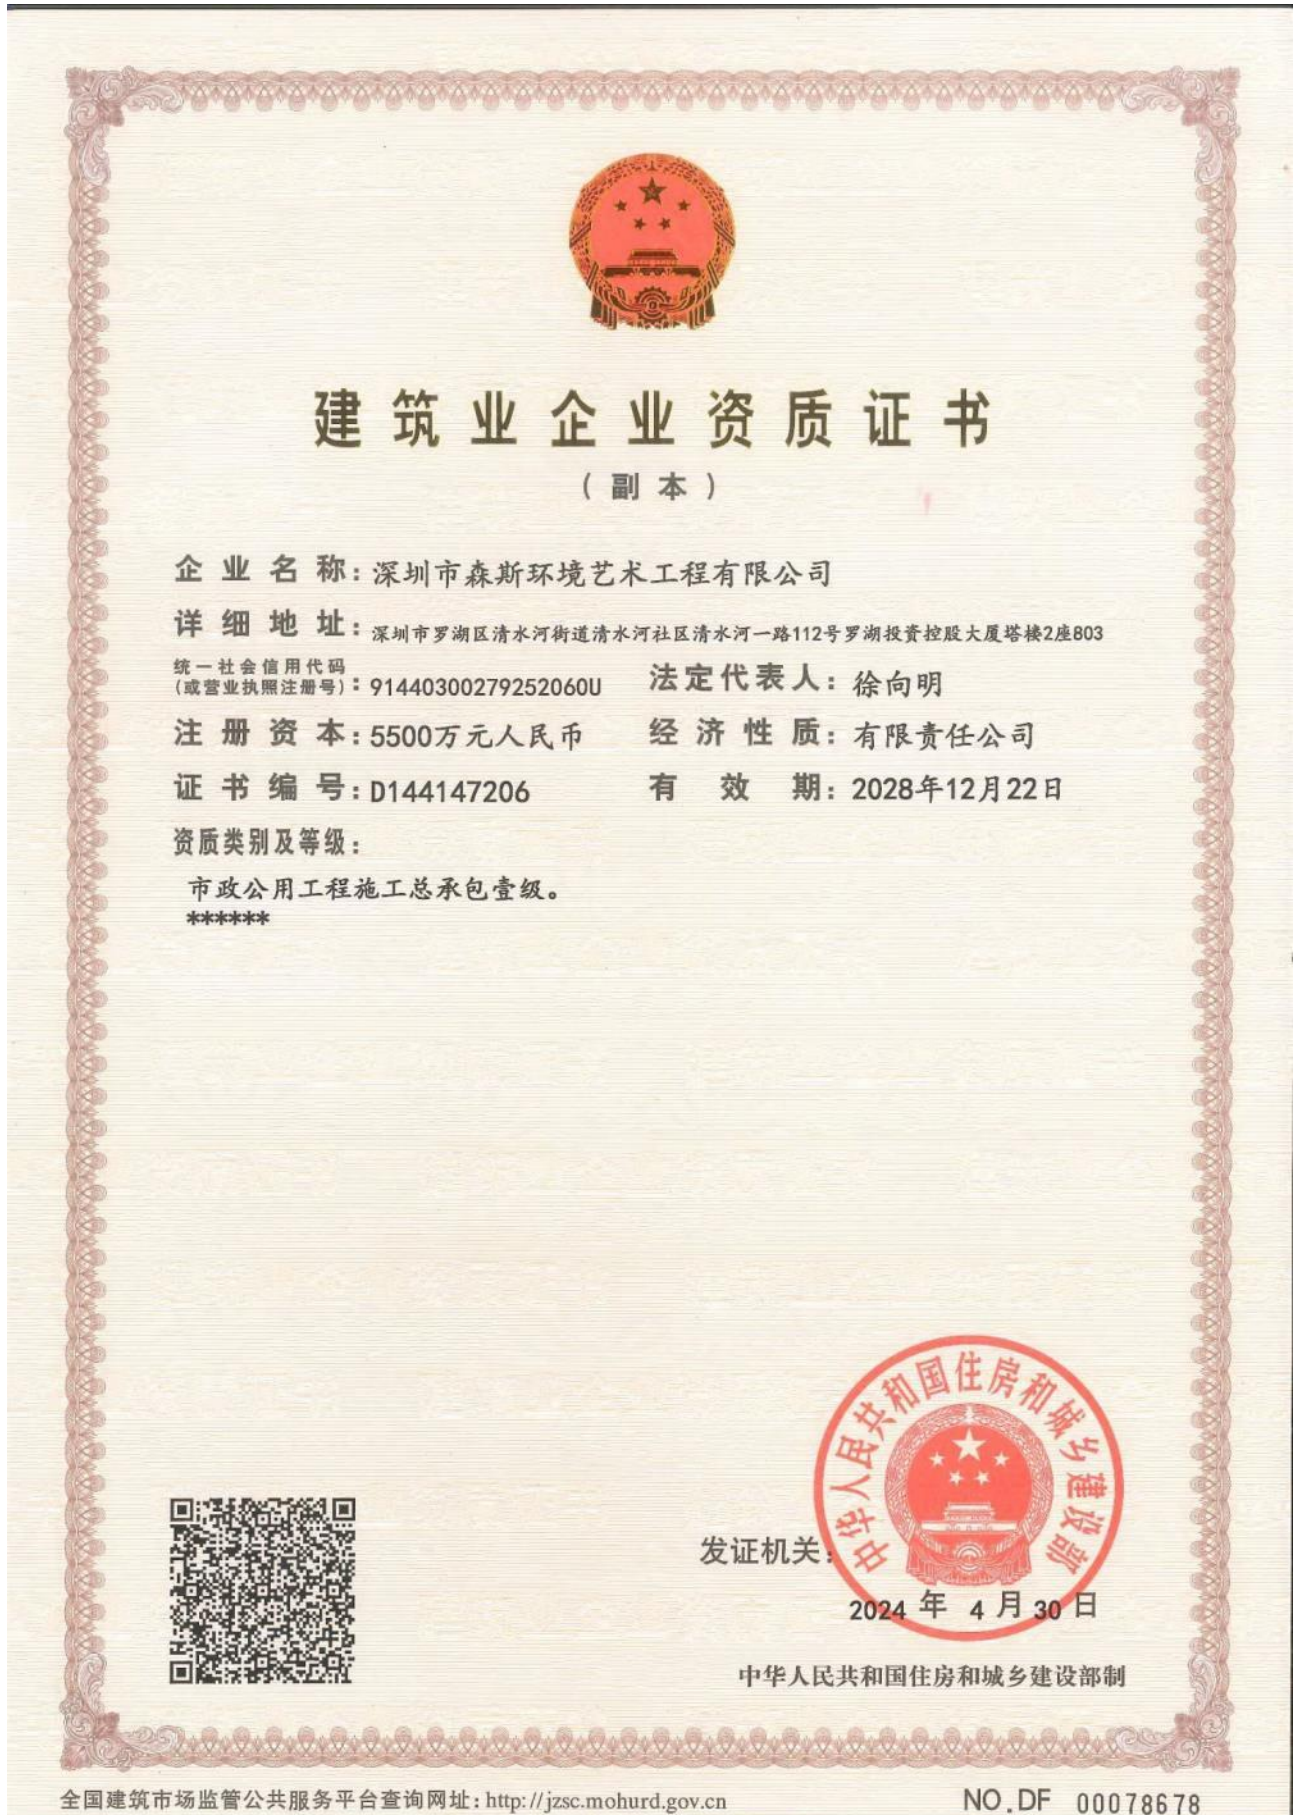 建筑业企业资质证书
（副本）
企业名称：深圳市森斯环境艺术工程有限公司
详细地址：深圳市罗湖区清水河街道清水河社区清水河一路112号罗湖投资控股大厦塔楼2座803
统一社会信用代码
(或营业执照注册号)：91440300279252060U 法定代表人：徐向明
注册资本：5500万元人民币 经济性质：有限责任公司
证书编号：D144147206 有效期：2028年12月22日
资质类别及等级：
市政公用工程施工总承包壹级。
******
中华人民共和国住房和城乡建设部
发证机关：
2024 年 4 月 30 日
中华人民共和国住房和城乡建设部制
全国建筑市场监管公共服务平台查询网址：http://jzsc.mohurd.gov.cn NO.DF 00078678